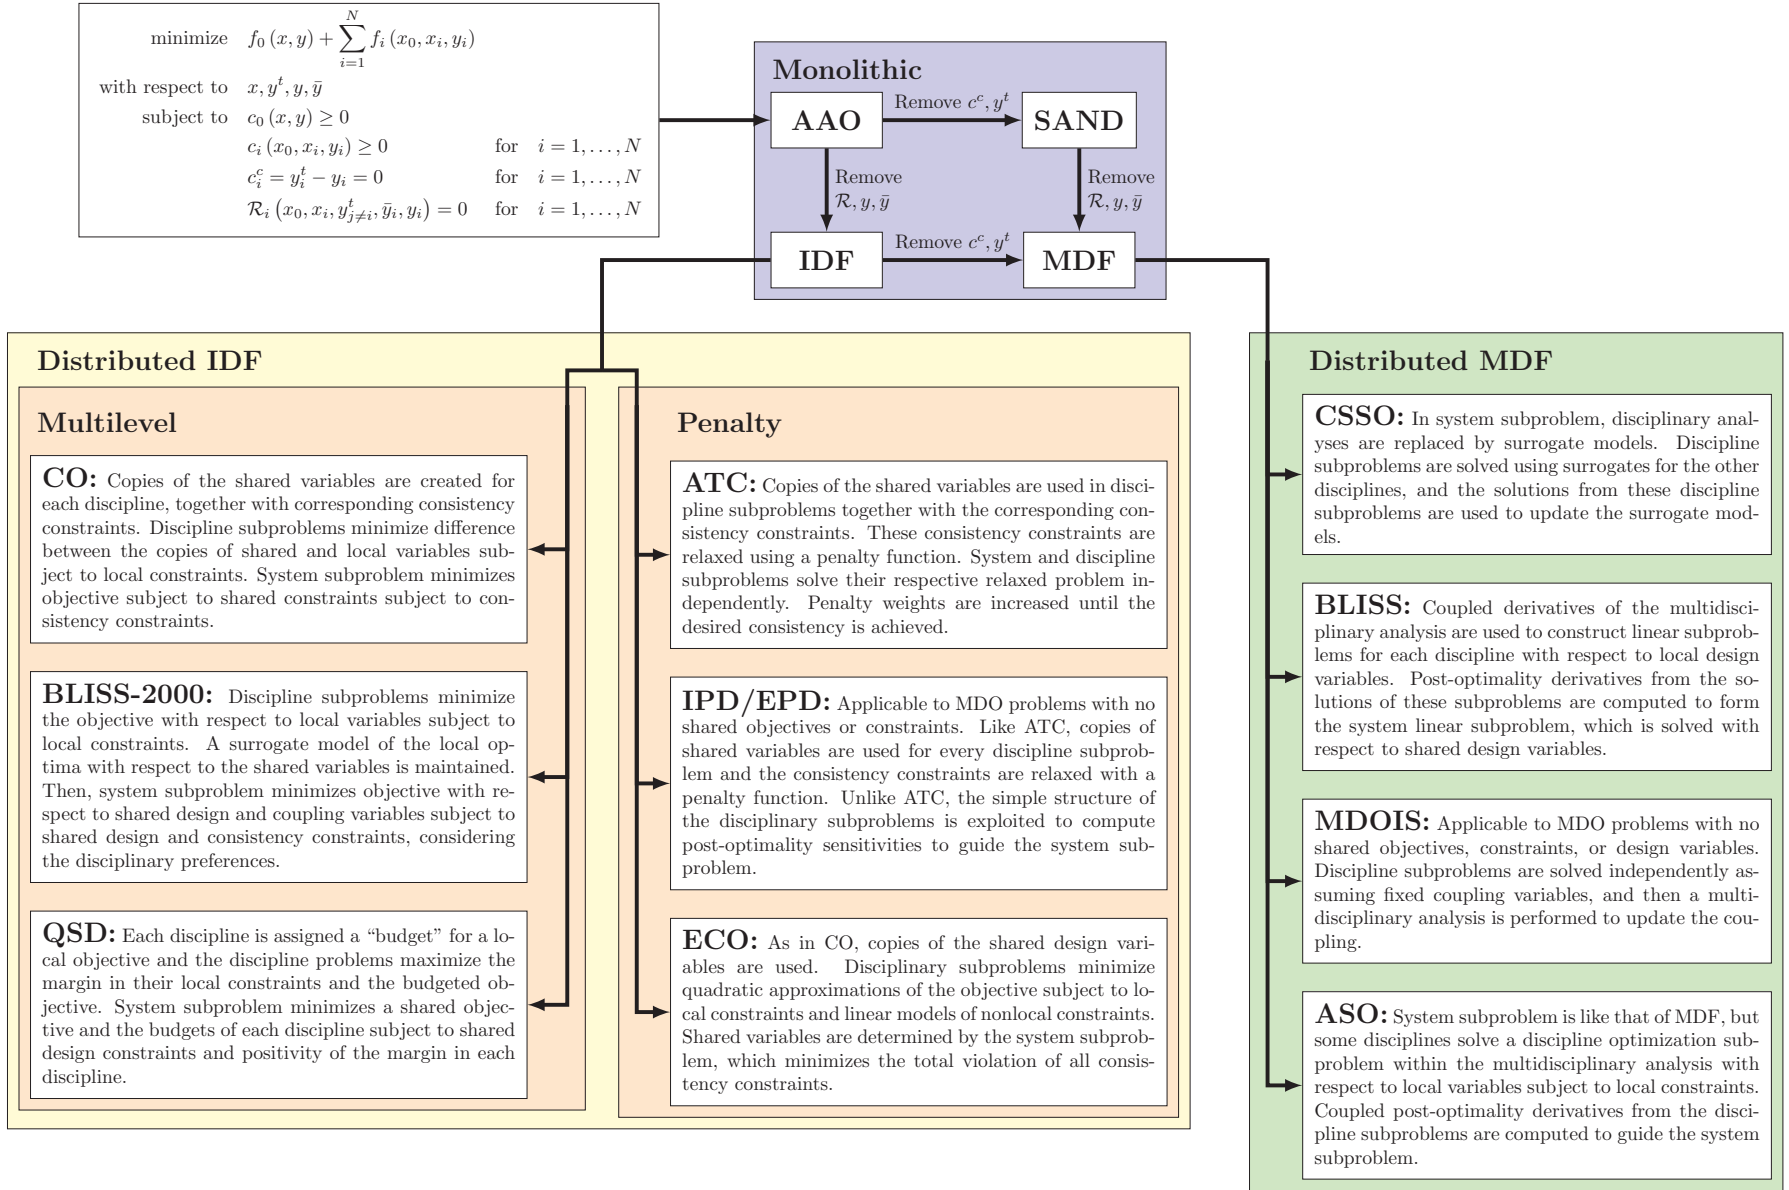 minimize f₀ (x, y) + ∑ᵢ₌₁ᴺ fᵢ (x₀, xᵢ, yᵢ)
with respect to x, yᵗ, y, ȳ
subject to c₀ (x, y) ≥ 0
cᵢ (x₀, xᵢ, yᵢ) ≥ 0 for i = 1, . . . , N
cᵢᶜ = yᵢᵗ − yᵢ = 0 for i = 1, . . . , N
ℛᵢ (x₀, xᵢ, yᵗ_{j≠i}, ȳᵢ, yᵢ) = 0 for i = 1, . . . , N
Monolithic
AAO
Remove cᶜ, yᵗ
SAND
Remove
ℛ, y, ȳ
Remove
ℛ, y, ȳ
IDF
Remove cᶜ, yᵗ
MDF
Distributed IDF
Multilevel
CO: Copies of the shared variables are created for
each discipline, together with corresponding consistency
constraints. Discipline subproblems minimize difference
between the copies of shared and local variables sub-
ject to local constraints. System subproblem minimizes
objective subject to shared constraints subject to con-
sistency constraints.
BLISS-2000: Discipline subproblems minimize
the objective with respect to local variables subject to
local constraints. A surrogate model of the local op-
tima with respect to the shared variables is maintained.
Then, system subproblem minimizes objective with re-
spect to shared design and coupling variables subject to
shared design and consistency constraints, considering
the disciplinary preferences.
QSD: Each discipline is assigned a “budget” for a lo-
cal objective and the discipline problems maximize the
margin in their local constraints and the budgeted ob-
jective. System subproblem minimizes a shared objec-
tive and the budgets of each discipline subject to shared
design constraints and positivity of the margin in each
discipline.
Penalty
ATC: Copies of the shared variables are used in disci-
pline subproblems together with the corresponding con-
sistency constraints. These consistency constraints are
relaxed using a penalty function. System and discipline
subproblems solve their respective relaxed problem in-
dependently. Penalty weights are increased until the
desired consistency is achieved.
IPD/EPD: Applicable to MDO problems with no
shared objectives or constraints. Like ATC, copies of
shared variables are used for every discipline subprob-
lem and the consistency constraints are relaxed with a
penalty function. Unlike ATC, the simple structure of
the disciplinary subproblems is exploited to compute
post-optimality sensitivities to guide the system sub-
problem.
ECO: As in CO, copies of the shared design vari-
ables are used. Disciplinary subproblems minimize
quadratic approximations of the objective subject to lo-
cal constraints and linear models of nonlocal constraints.
Shared variables are determined by the system subprob-
lem, which minimizes the total violation of all consis-
tency constraints.
Distributed MDF
CSSO: In system subproblem, disciplinary anal-
yses are replaced by surrogate models. Discipline
subproblems are solved using surrogates for the other
disciplines, and the solutions from these discipline
subproblems are used to update the surrogate mod-
els.
BLISS: Coupled derivatives of the multidisci-
plinary analysis are used to construct linear subprob-
lems for each discipline with respect to local design
variables. Post-optimality derivatives from the so-
lutions of these subproblems are computed to form
the system linear subproblem, which is solved with
respect to shared design variables.
MDOIS: Applicable to MDO problems with no
shared objectives, constraints, or design variables.
Discipline subproblems are solved independently as-
suming fixed coupling variables, and then a multi-
disciplinary analysis is performed to update the cou-
pling.
ASO: System subproblem is like that of MDF, but
some disciplines solve a discipline optimization sub-
problem within the multidisciplinary analysis with
respect to local variables subject to local constraints.
Coupled post-optimality derivatives from the disci-
pline subproblems are computed to guide the system
subproblem.